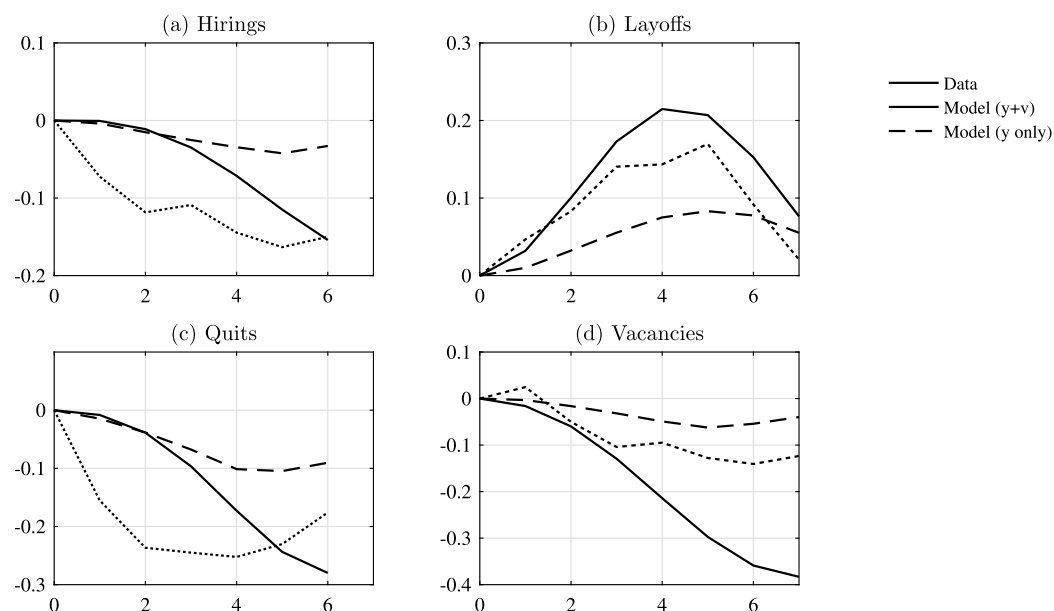 (a) Hirings
0.1
0
-0.1
-0.2
0 2 4 6
(b) Layoffs
0.3
0.2
0.1
0
0 2 4 6
Data
Model (y+v)
Model (y only)
(c) Quits
0
-0.1
-0.2
-0.3
0 2 4 6
(d) Vacancies
0.1
0
-0.1
-0.2
-0.3
-0.4
0 2 4 6